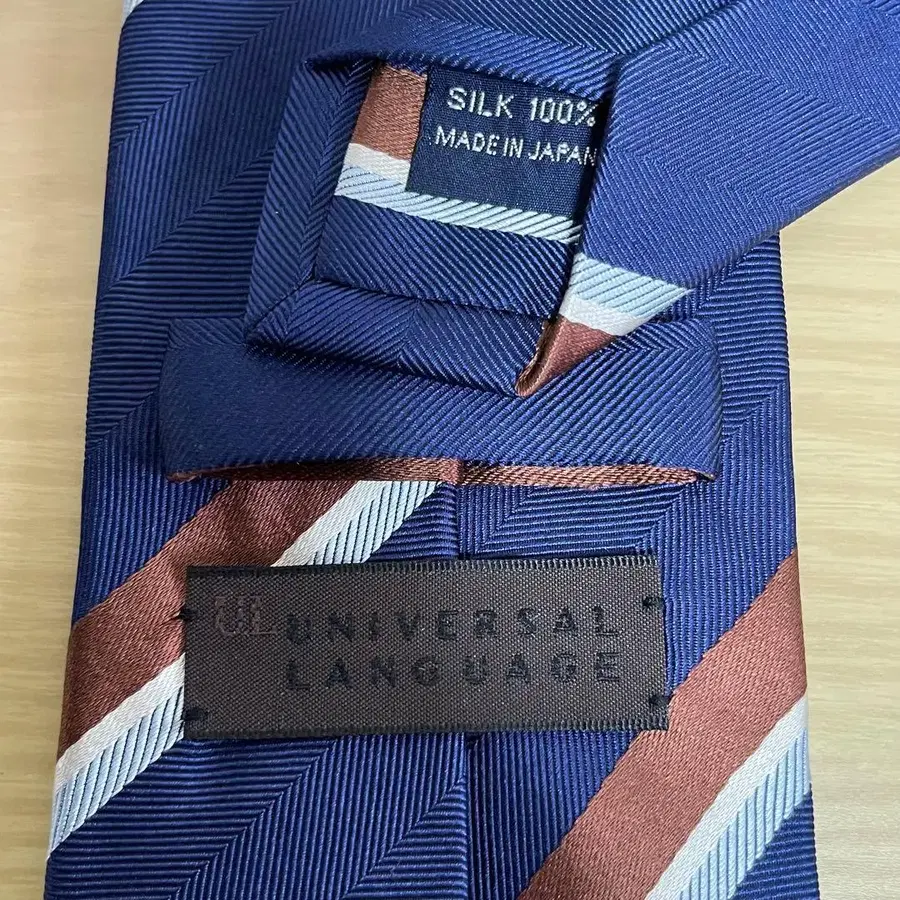 SILK 100%
MADE IN JAPAN
UL UNIVERSAL
LANGUAGE